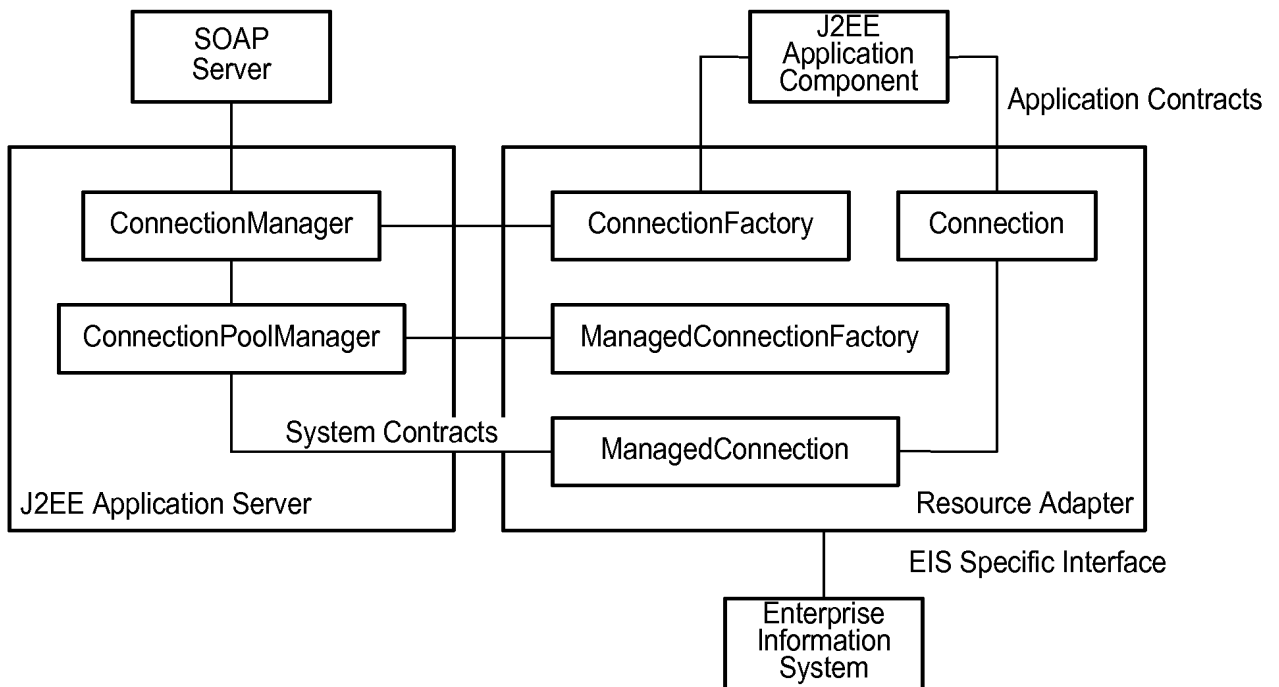 SOAP
Server
J2EE
Application
Component
Application Contracts
ConnectionManager
ConnectionFactory
Connection
ConnectionPoolManager
ManagedConnectionFactory
System Contracts
ManagedConnection
J2EE Application Server
Resource Adapter
EIS Specific Interface
Enterprise
Information
System